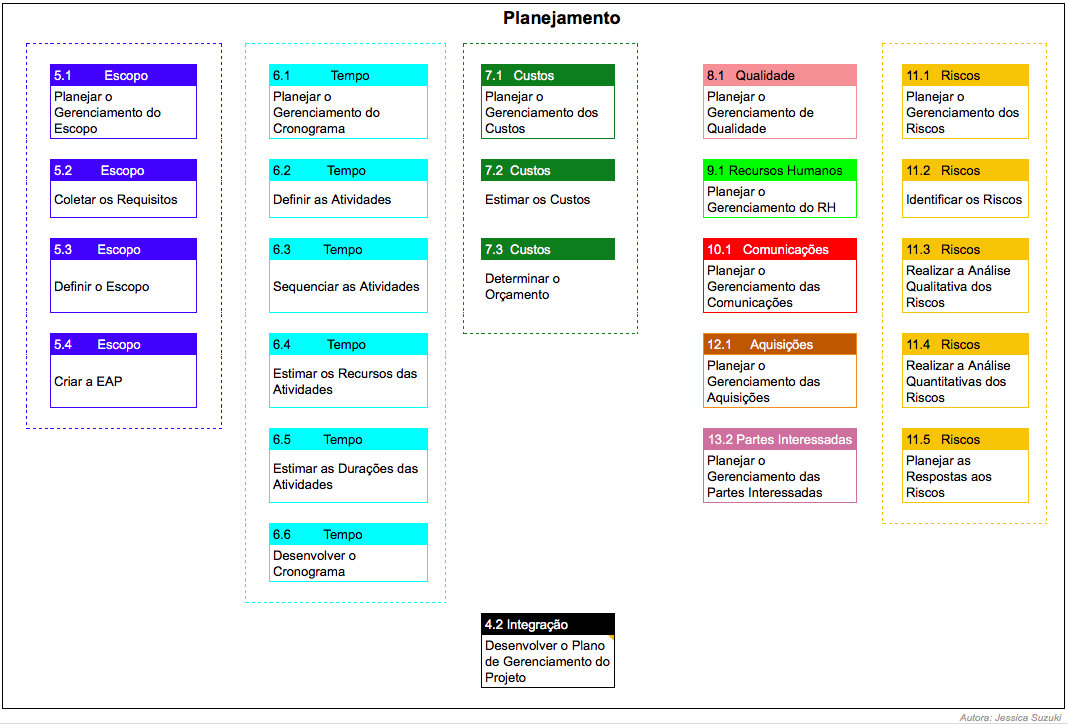 Planejamento
5.1 Escopo
Planejar o
Gerenciamento do
Escopo
5.2 Escopo
Coletar os Requisitos
5.3 Escopo
Definir o Escopo
5.4 Escopo
Criar a EAP
6.1 Tempo
Planejar o
Gerenciamento do
Cronograma
6.2 Tempo
Definir as Atividades
6.3 Tempo
Sequenciar as Atividades
6.4 Tempo
Estimar os Recursos das
Atividades
6.5 Tempo
Estimar as Durações das
Atividades
6.6 Tempo
Desenvolver o
Cronograma
7.1 Custos
Planejar o
Gerenciamento dos
Custos
7.2 Custos
Estimar os Custos
7.3 Custos
Determinar o
Orçamento
8.1 Qualidade
Planejar o
Gerenciamento de
Qualidade
9.1 Recursos Humanos
Planejar o
Gerenciamento do RH
10.1 Comunicações
Planejar o
Gerenciamento das
Comunicações
12.1 Aquisições
Planejar o
Gerenciamento das
Aquisições
13.2 Partes Interessadas
Planejar o
Gerenciamento das
Partes Interessadas
11.1 Riscos
Planejar o
Gerenciamento dos
Riscos
11.2 Riscos
Identificar os Riscos
11.3 Riscos
Realizar a Análise
Qualitativa dos
Riscos
11.4 Riscos
Realizar a Análise
Quantitativas dos
Riscos
11.5 Riscos
Planejar as
Respostas aos
Riscos
4.2 Integração
Desenvolver o Plano
de Gerenciamento do
Projeto
Autora: Jessica Suzuki